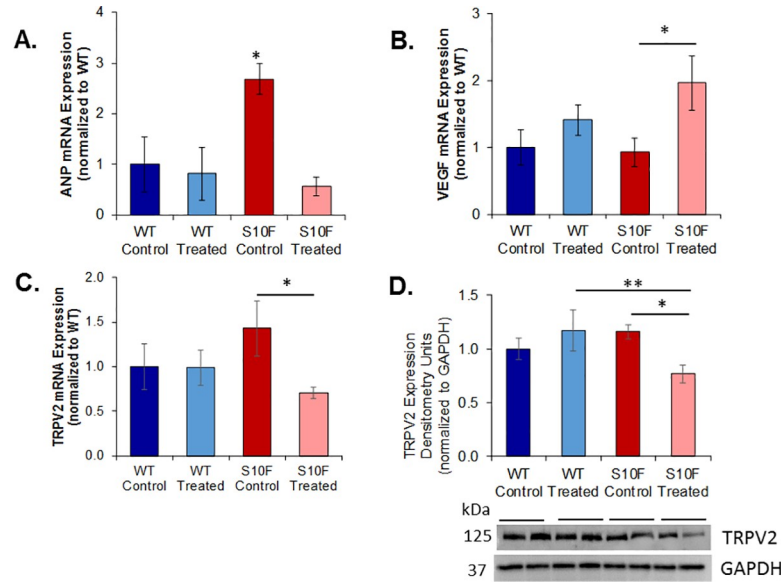 A.
ANP mRNA Expression
(normalized to WT)
4
3
2
1
0
*
WT
Control
WT
Treated
S10F
Control
S10F
Treated
B.
VEGF mRNA Expression
(normalized to WT)
3
2
1
0
*
WT
Control
WT
Treated
S10F
Control
S10F
Treated
C.
TRPV2 mRNA Expression
(normalized to WT)
2.0
1.5
1.0
0.5
0.0
*
WT
Control
WT
Treated
S10F
Control
S10F
Treated
D.
TRPV2 Expression
Densitometry Units
(normalized to GAPDH)
1.5
1.0
0.5
0.0
**
*
WT
Control
WT
Treated
S10F
Control
S10F
Treated
kDa
125
TRPV2
37
GAPDH